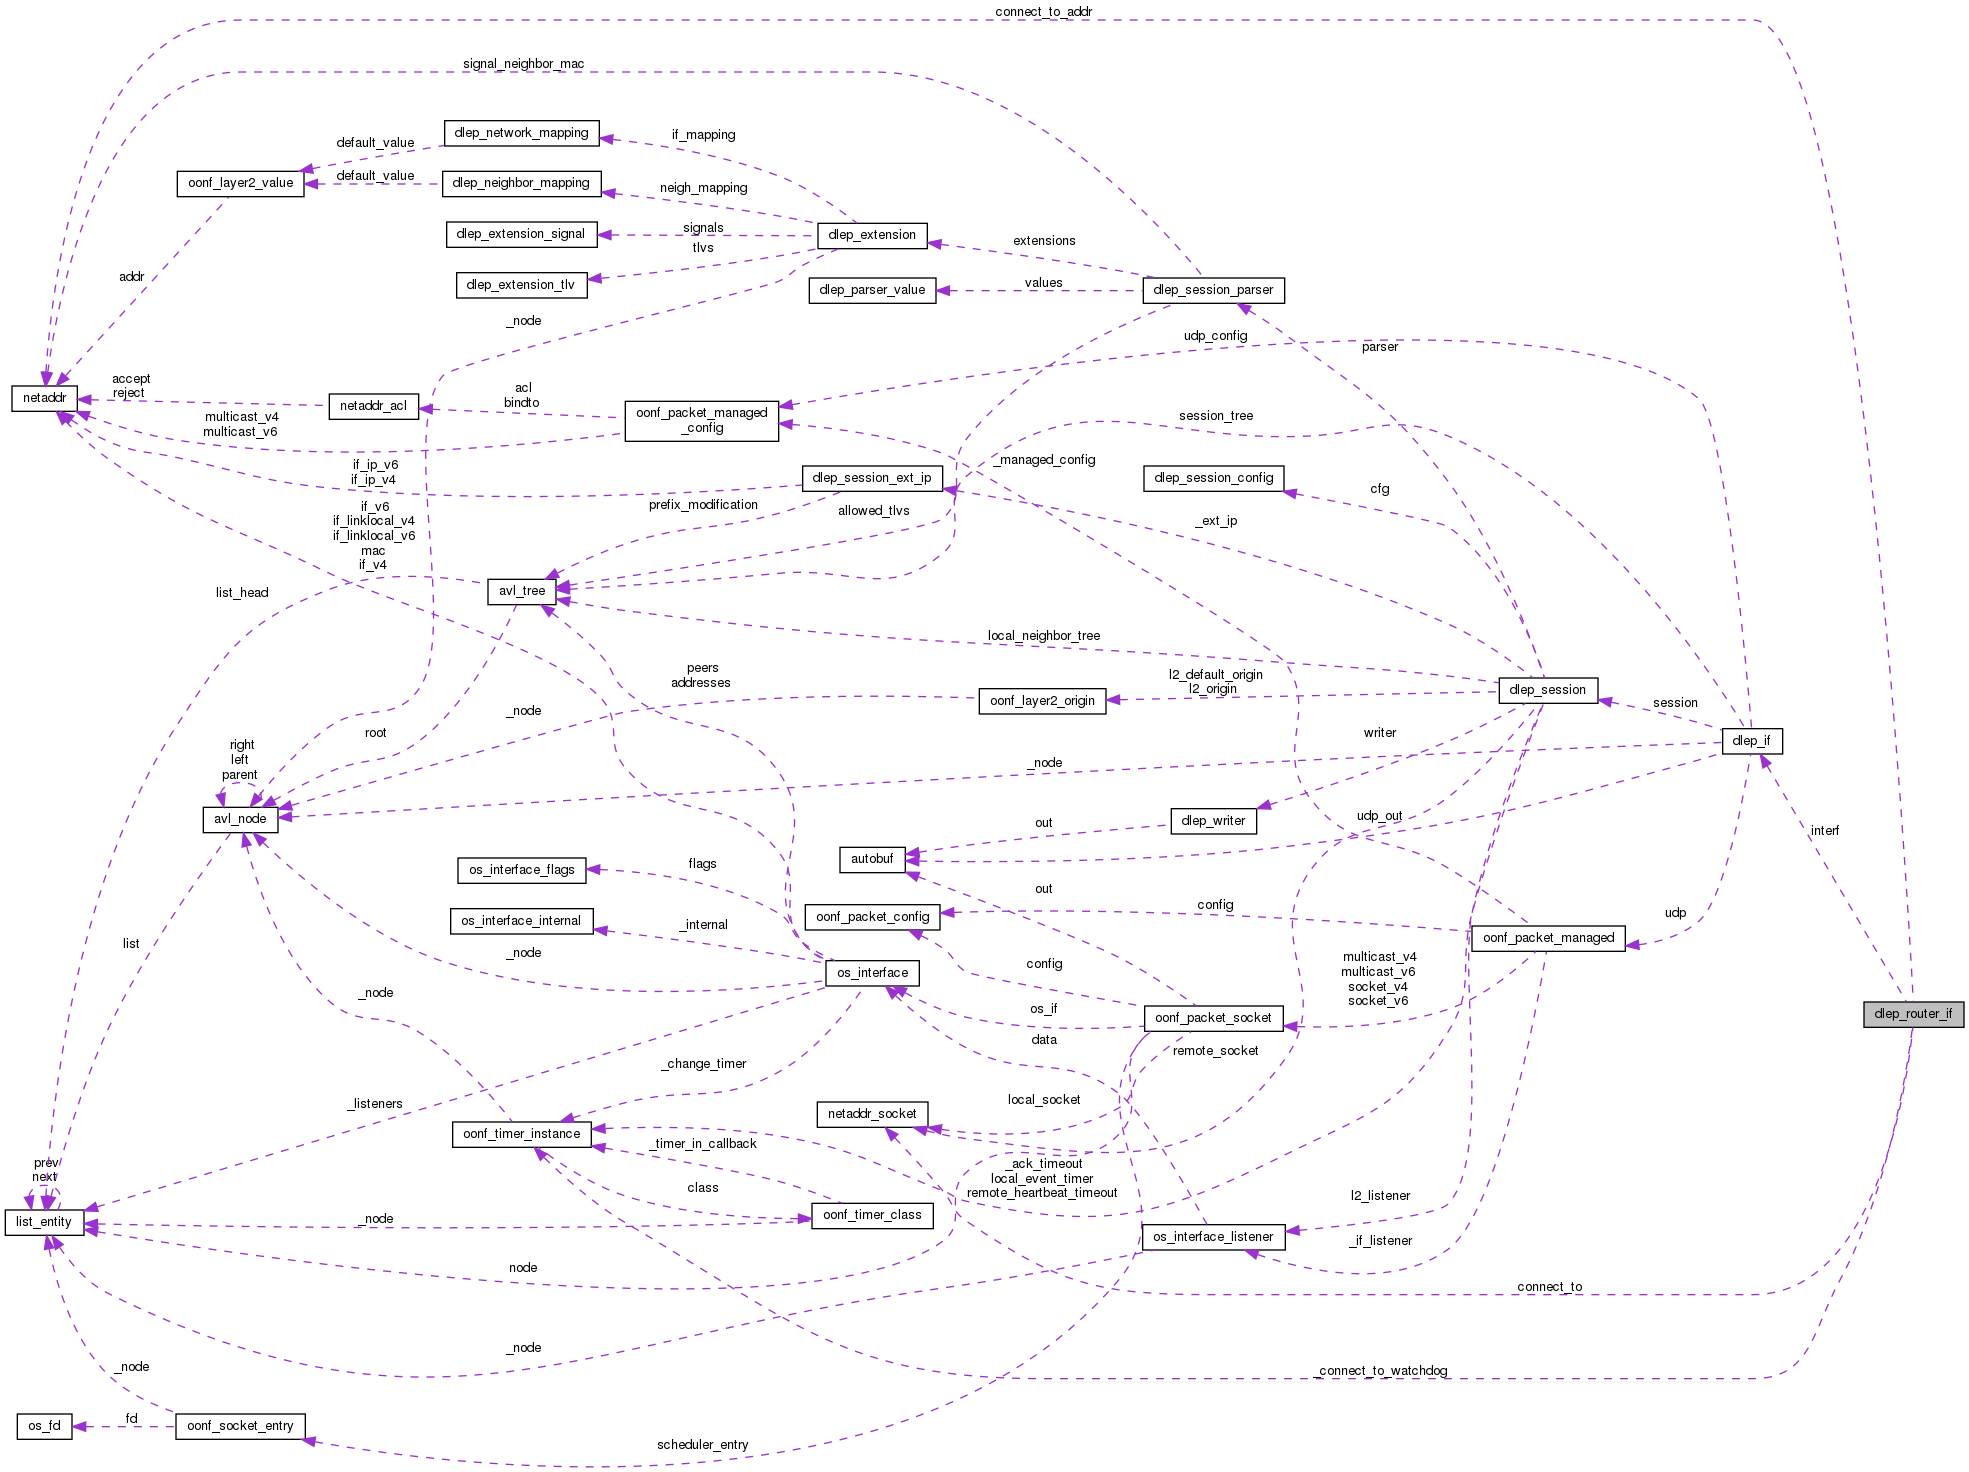 connect_to_addr
signal_neighbor_mac
dlep_network_mapping
if_mapping
default_value
oonf_layer2_value
default_value
dlep_neighbor_mapping
neigh_mapping
dlep_extension_signal
signals
dlep_extension
extensions
tlvs
addr
dlep_extension_tlv
dlep_parser_value
values
dlep_session_parser
_node
udp_config
parser
accept
reject
netaddr
netaddr_acl
acl
bindto
oonf_packet_managed
_config
multicast_v4
multicast_v6
session_tree
_managed_config
if_ip_v6
if_ip_v4
dlep_session_ext_ip
dlep_session_config
cfg
prefix_modification
allowed_tlvs
_ext_ip
if_v6
if_linklocal_v4
if_linklocal_v6
mac
if_v4
list_head
avl_tree
local_neighbor_tree
peers
addresses
l2_default_origin
l2_origin
oonf_layer2_origin
dlep_session
session
_node
root
writer
dlep_if
right
left
parent
_node
avl_node
out
dlep_writer
udp_out
interf
autobuf
os_interface_flags
flags
out
oonf_packet_config
config
udp
os_interface_internal
_internal
list
_node
oonf_packet_managed
config
os_interface
multicast_v4
multicast_v6
socket_v4
socket_v6
_node
os_if
oonf_packet_socket
dlep_router_if
data
remote_socket
_change_timer
_listeners
local_socket
netaddr_socket
oonf_timer_instance
_timer_in_callback
prev
next
_ack_timeout
local_event_timer
remote_heartbeat_timeout
class
l2_listener
list_entity
_node
oonf_timer_class
os_interface_listener
_if_listener
node
connect_to
_node
_node
_connect_to_watchdog
os_fd
fd
oonf_socket_entry
scheduler_entry